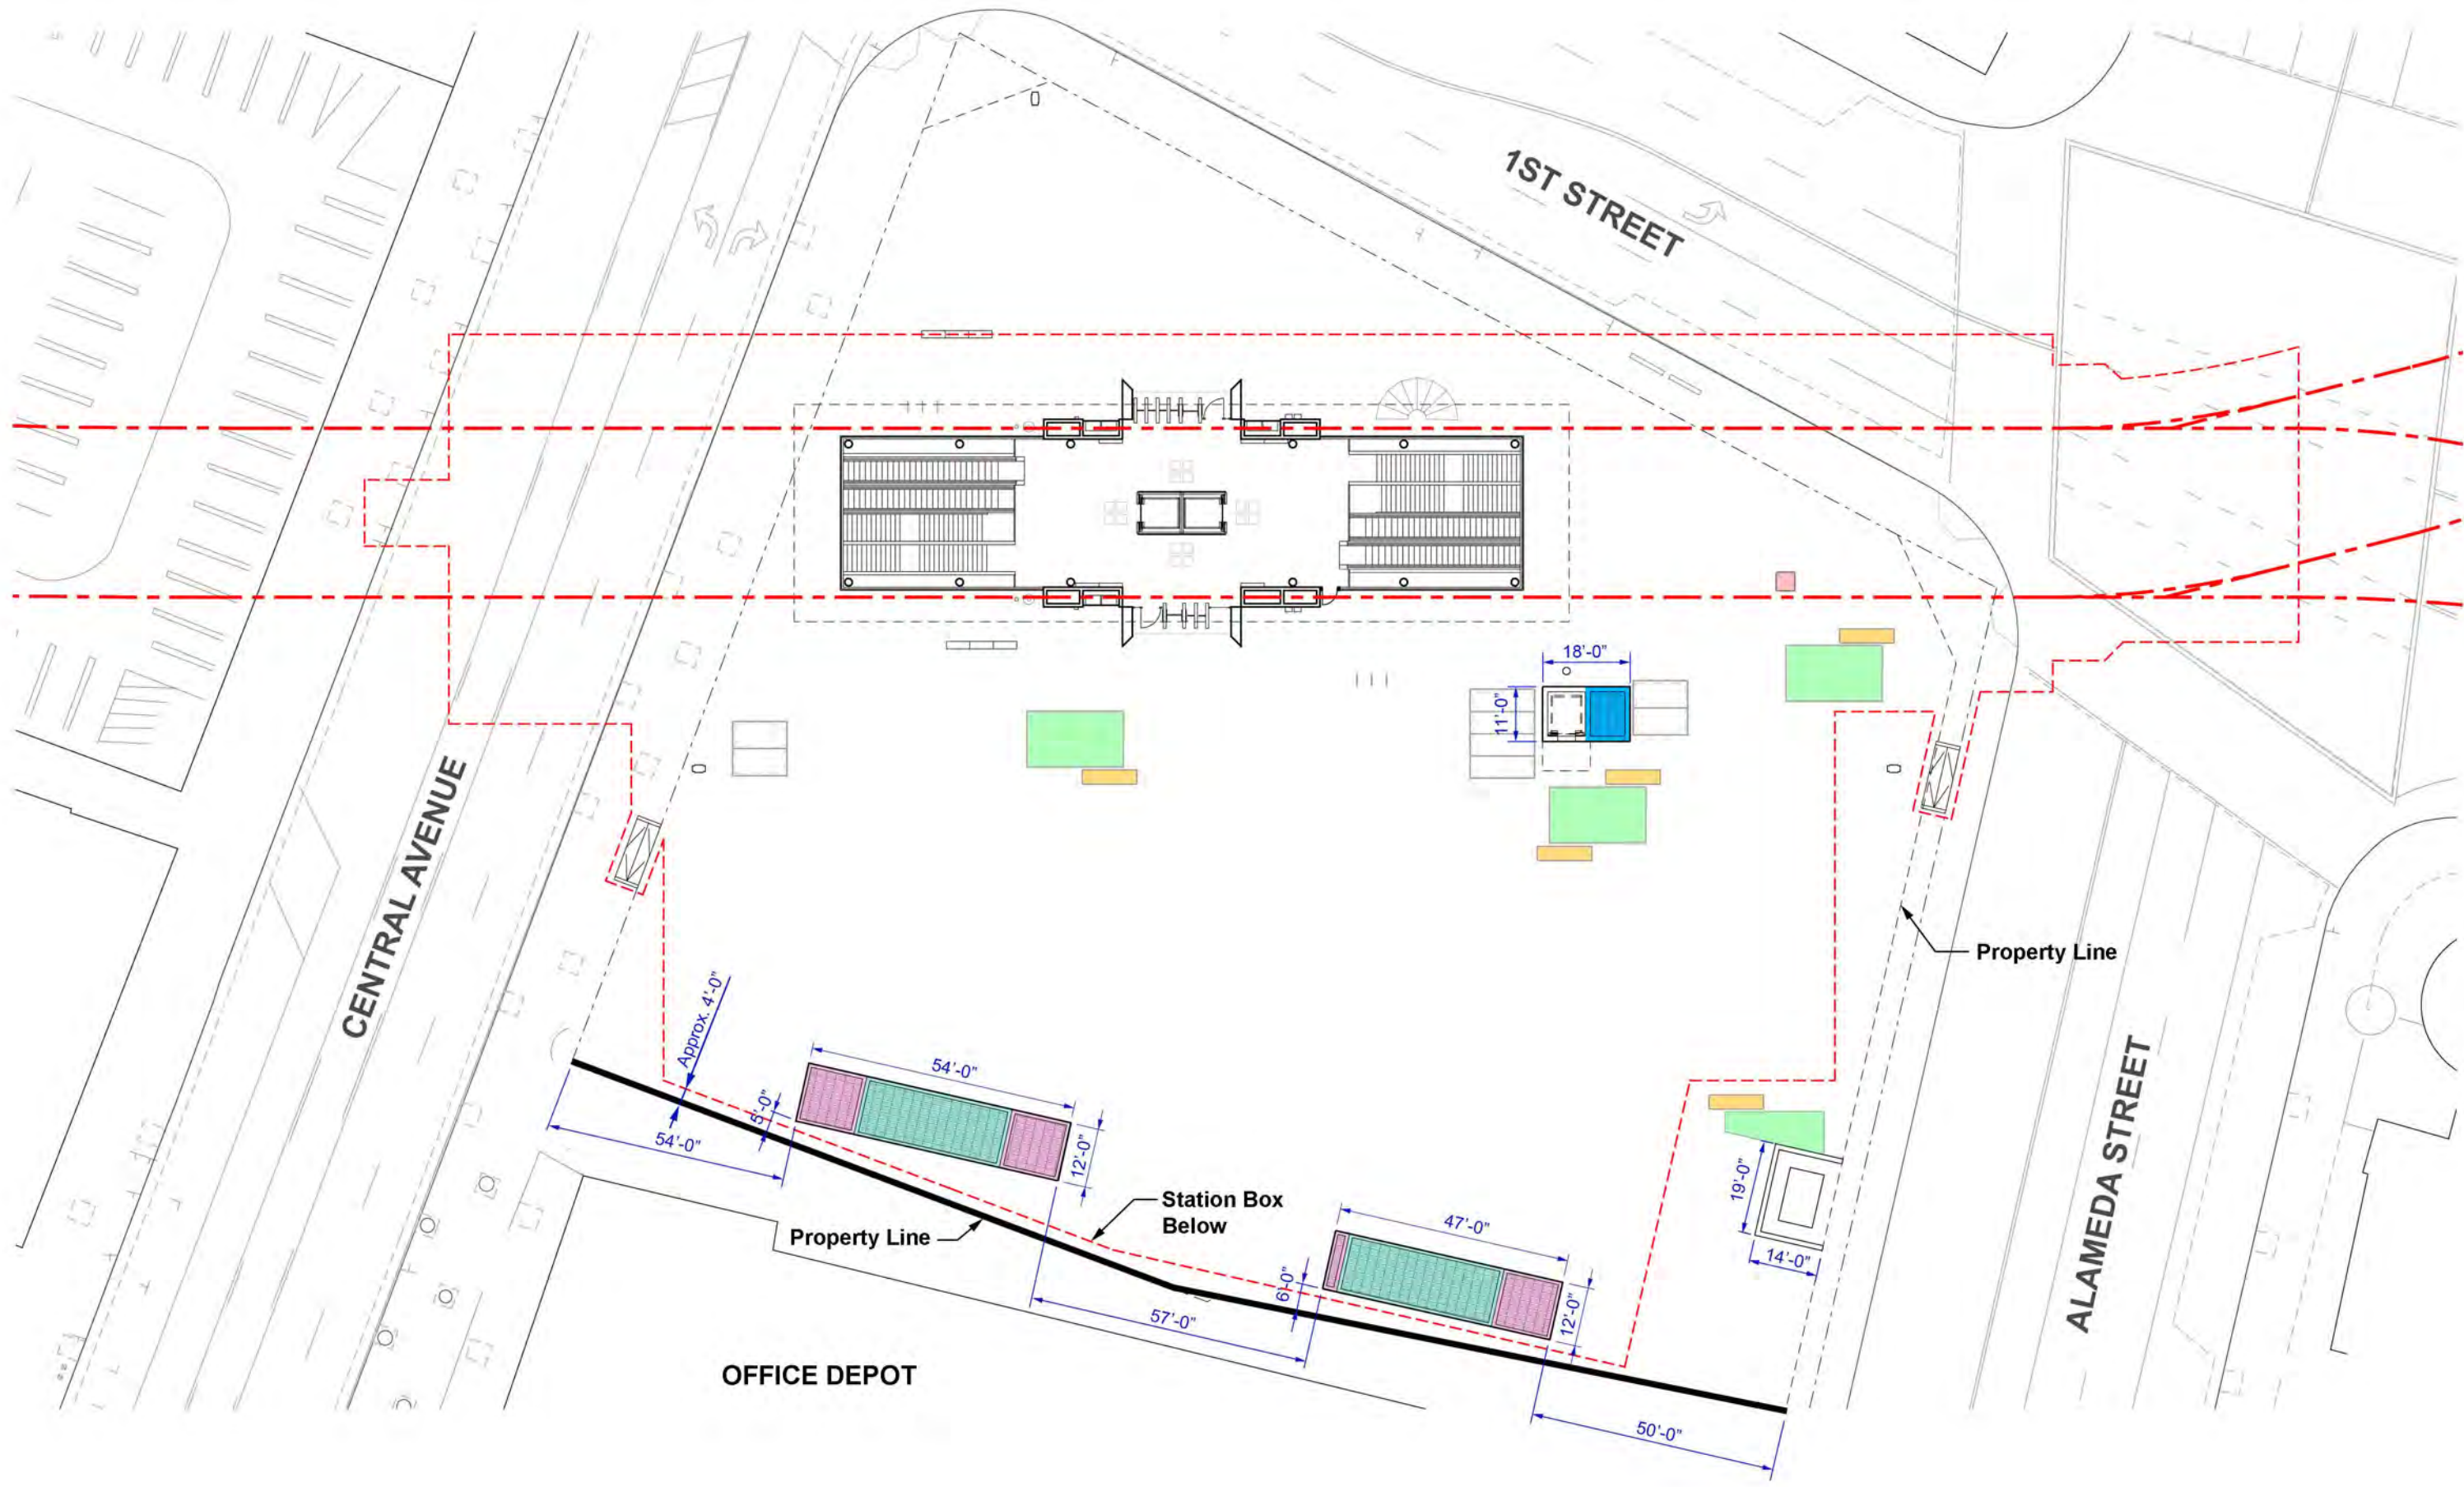 1ST STREET
18'-0"
11'-0"
CENTRAL AVENUE
Property Line
Approx. 4'-0"
54'-0"
5'-0"
54'-0"
12'-0"
Station Box
Below
Property Line
19'-0"
14'-0"
47'-0"
6'-0"
12'-0"
57'-0"
ALAMEDA STREET
OFFICE DEPOT
50'-0"